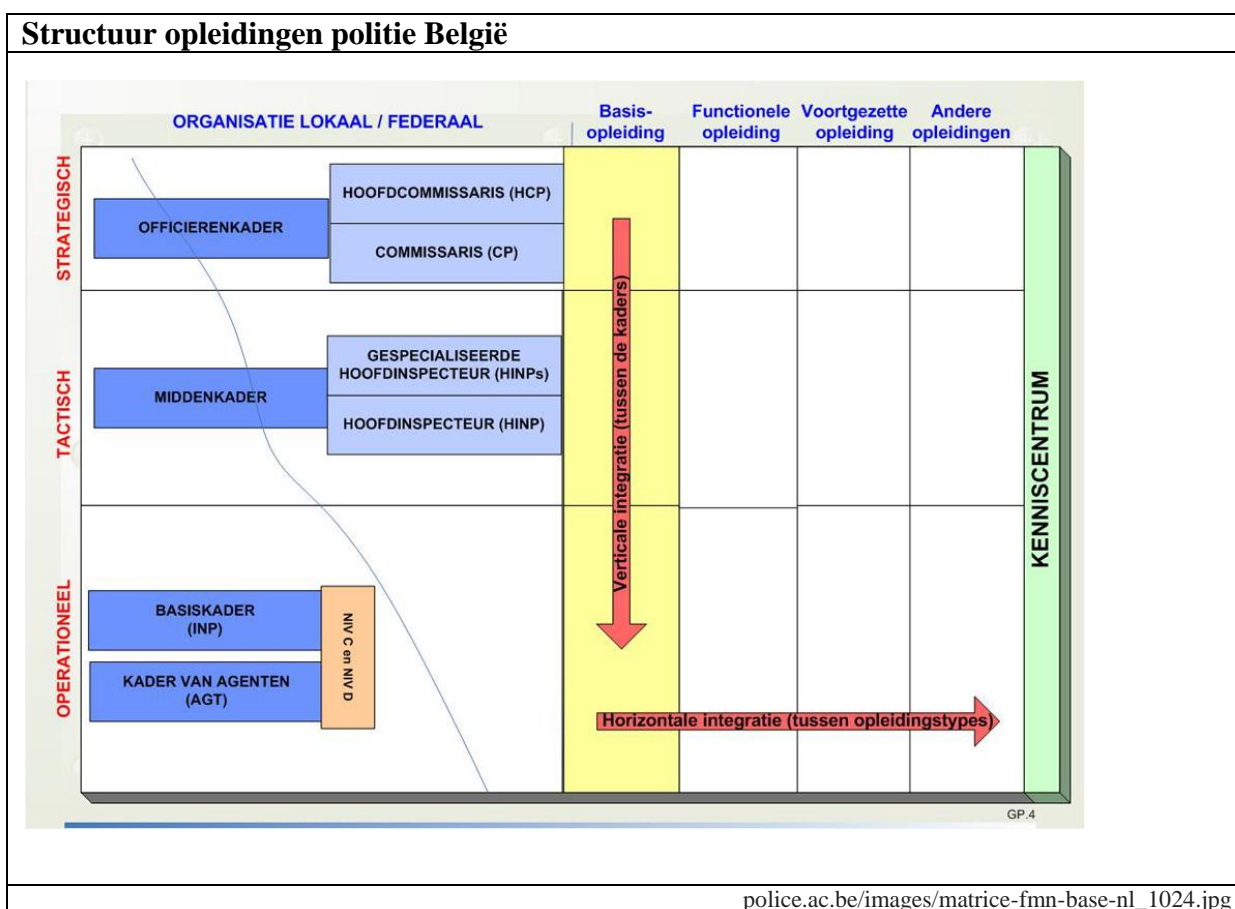 Structuur opleidingen politie België
ORGANISATIE LOKAAL / FEDERAAL
Basis-
opleiding
Functionele
opleiding
Voortgezette
opleiding
Andere
opleidingen
STRATEGISCH
OFFICIERENKADER
HOOFDCOMMISSARIS (HCP)
COMMISSARIS (CP)
TACTISCH
MIDDENKADER
GESPECIALISEERDE
HOOFDINSPECTEUR (HINPs)
HOOFDINSPECTEUR (HINP)
OPERATIONEEL
BASISKADER
(INP)
KADER VAN AGENTEN
(AGT)
NIV C en NIV D
Verticale integratie (tussen de kaders)
Horizontale integratie (tussen opleidingstypes)
KENNISCENTRUM
GP.4
police.ac.be/images/matrice-fmn-base-nl_1024.jpg